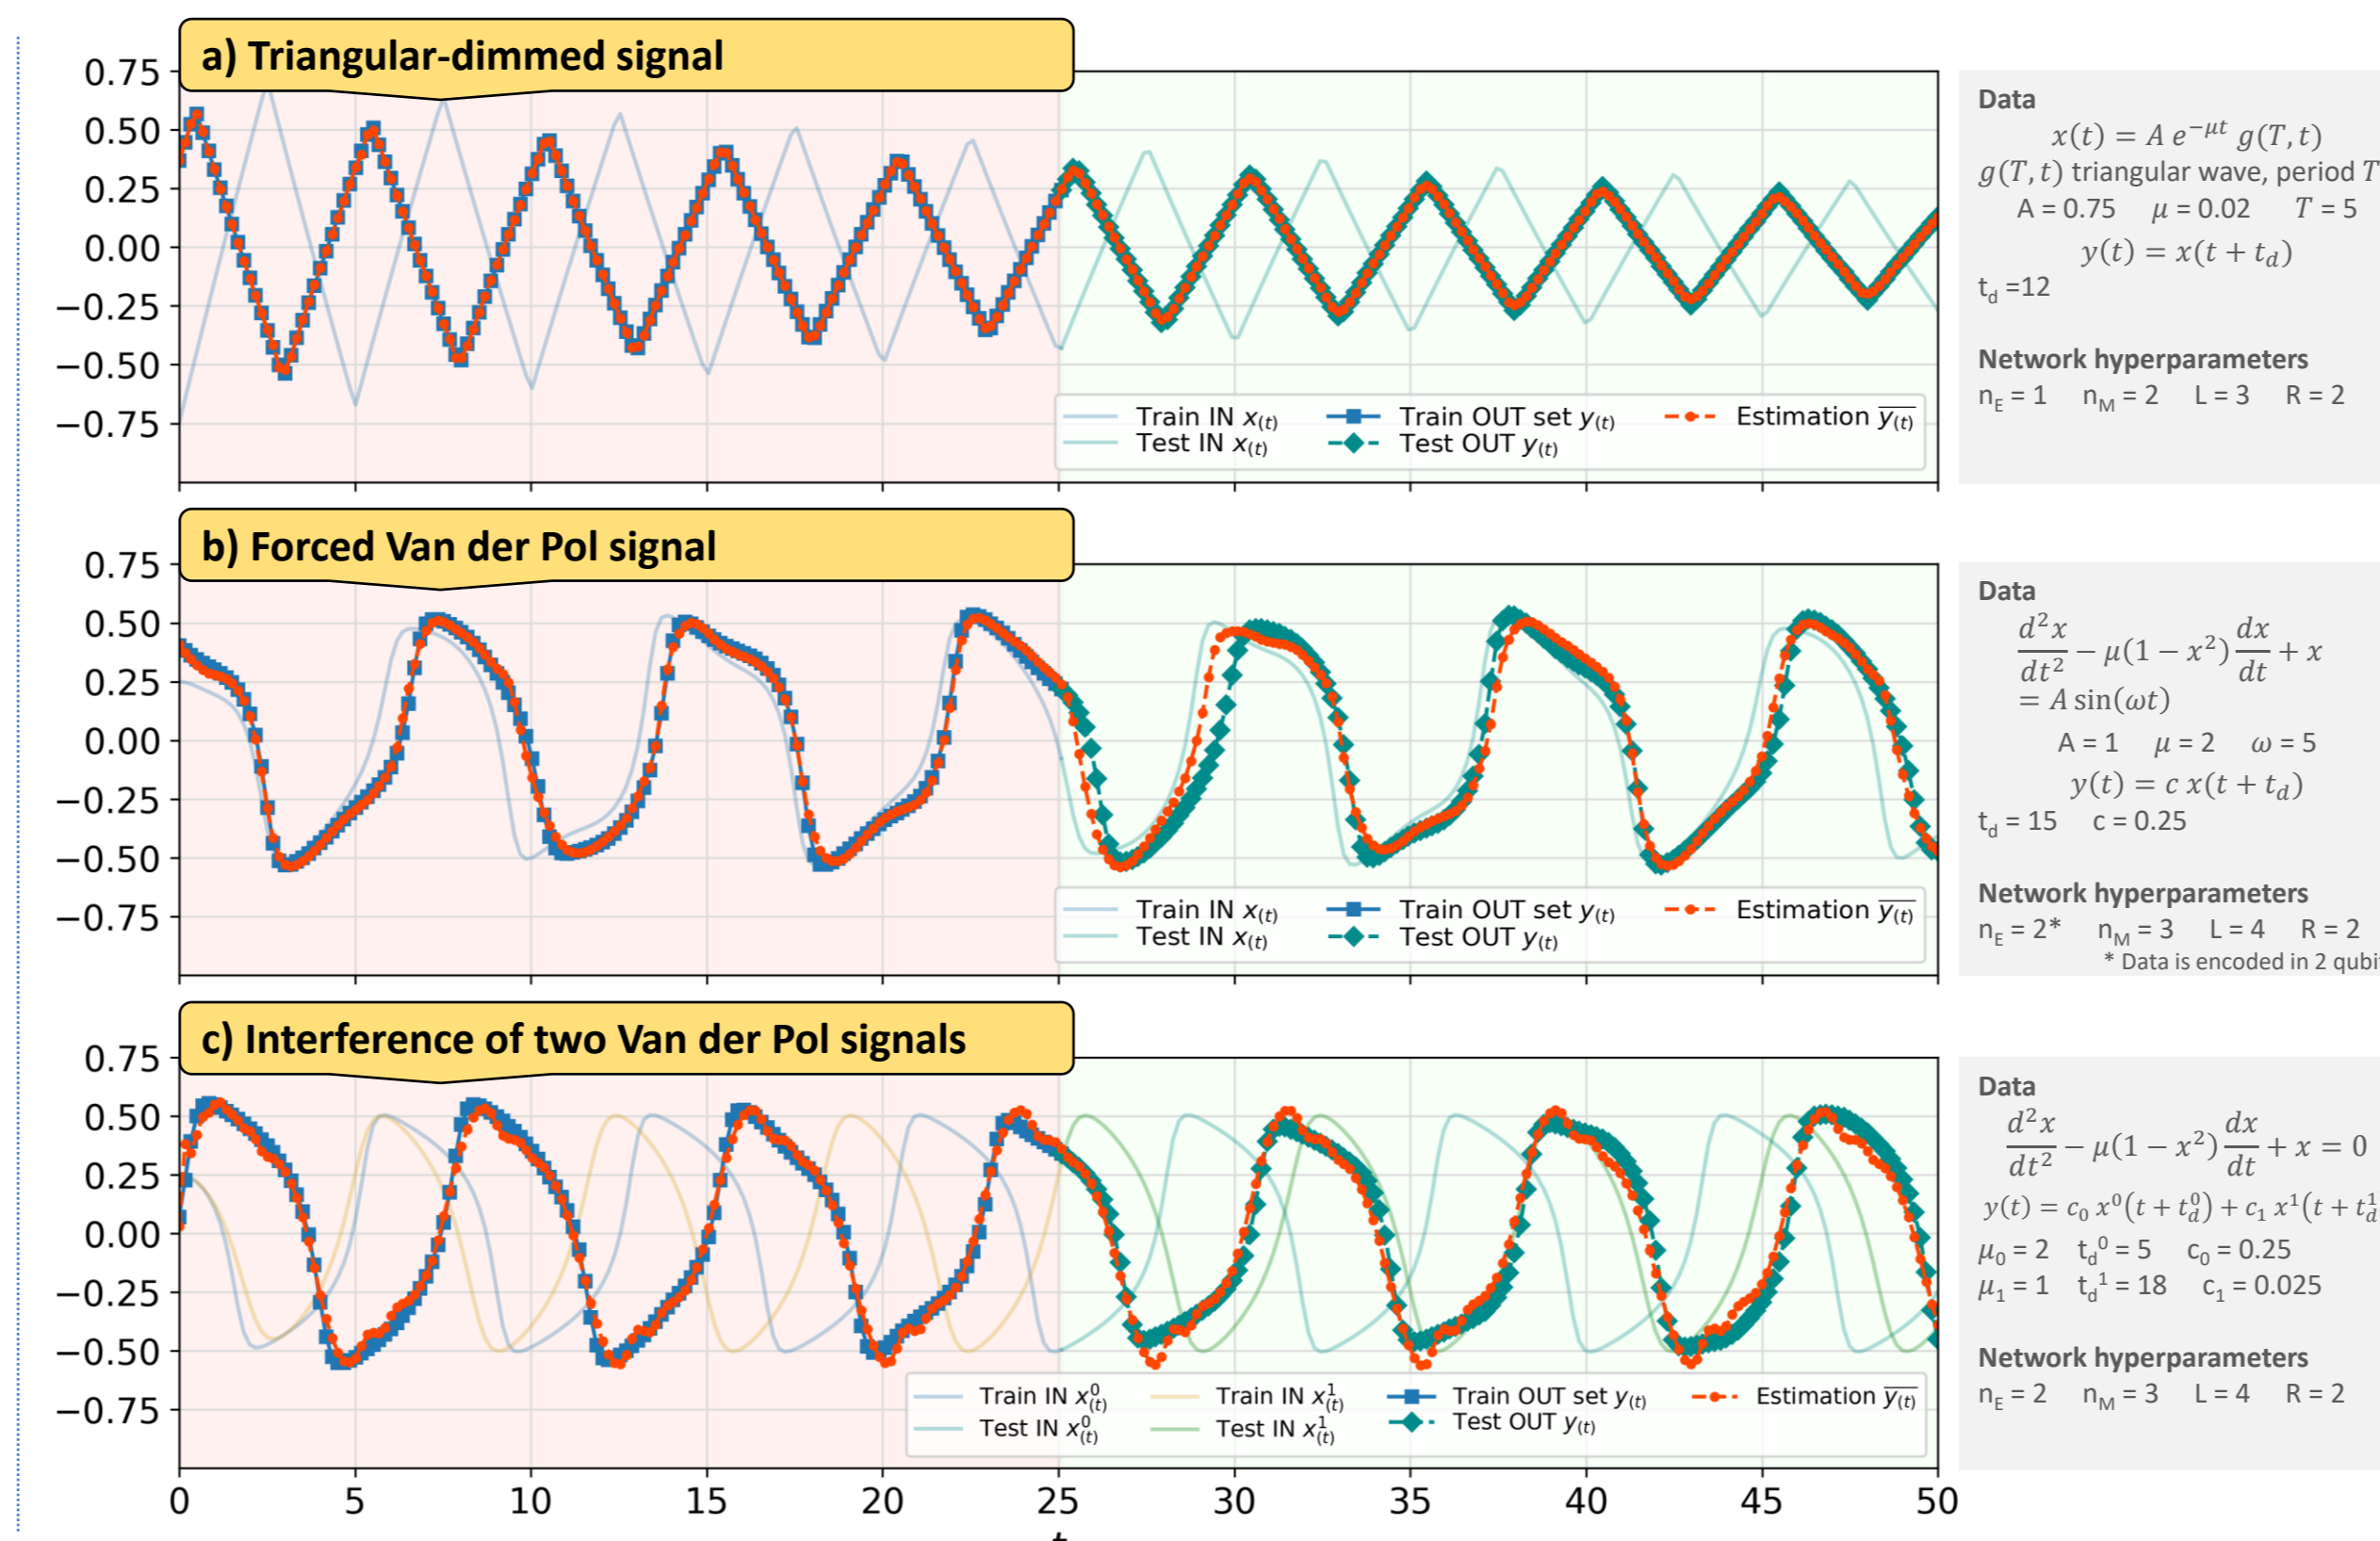 a) Triangular-dimmed signal
0.75
0.50
0.25
0.00
−0.25
−0.50
−0.75
Train IN x(t)
Test IN x(t)
Train OUT set y(t)
Test OUT y(t)
Estimation y̅(t)
Data
x(t) = A e^{−μt} g(T, t)
g(T, t) triangular wave, period T
A = 0.75 μ = 0.02 T = 5
y(t) = x(t + t_d)
t_d =12
Network hyperparameters
n_E = 1 n_M = 2 L = 3 R = 2
b) Forced Van der Pol signal
0.75
0.50
0.25
0.00
−0.25
−0.50
−0.75
Train IN x(t)
Test IN x(t)
Train OUT set y(t)
Test OUT y(t)
Estimation y̅(t)
Data
d²x/dt² − μ(1 − x²) dx/dt + x
= A sin(ωt)
A = 1 μ = 2 ω = 5
y(t) = c x(t + t_d)
t_d = 15 c = 0.25
Network hyperparameters
n_E = 2* n_M = 3 L = 4 R = 2
* Data is encoded in 2 qubit
c) Interference of two Van der Pol signals
0.75
0.50
0.25
0.00
−0.25
−0.50
−0.75
Train IN x⁰(t)
Test IN x⁰(t)
Train IN x¹(t)
Test IN x¹(t)
Train OUT set y(t)
Test OUT y(t)
Estimation y̅(t)
0 5 10 15 20 25 30 35 40 45 50
Data
d²x/dt² − μ(1 − x²) dx/dt + x = 0
y(t) = c₀ x⁰(t + t_d⁰) + c₁ x¹(t + t_d¹
μ₀ = 2 t_d⁰ = 5 c₀ = 0.25
μ₁ = 1 t_d¹ = 18 c₁ = 0.025
Network hyperparameters
n_E = 2 n_M = 3 L = 4 R = 2